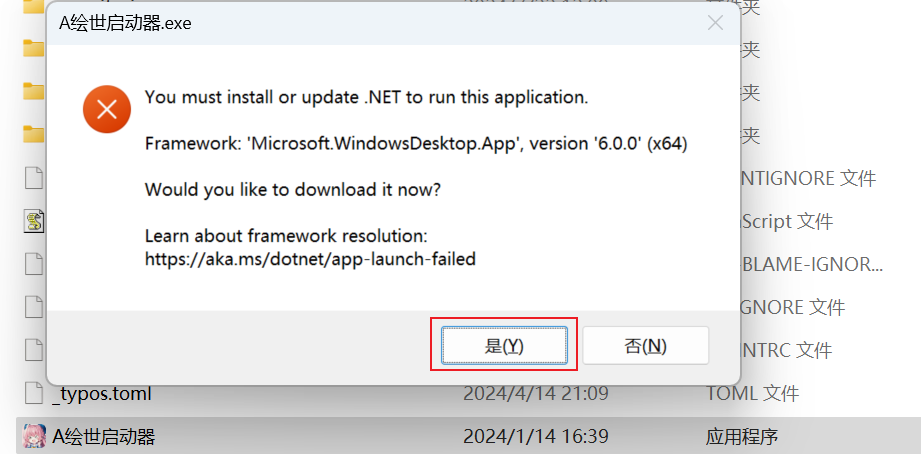 A绘世启动器.exe
You must install or update .NET to run this application.
Framework: 'Microsoft.WindowsDesktop.App', version '6.0.0' (x64)
Would you like to download it now?
Learn about framework resolution:
https://aka.ms/dotnet/app-launch-failed
是(Y)
否(N)
夹
夹
夹
NTIGNORE 文件
Script 文件
-BLAME-IGNOR...
GNORE 文件
INTRC 文件
_typos.toml 2024/4/14 21:09 TOML 文件
A绘世启动器 2024/1/14 16:39 应用程序